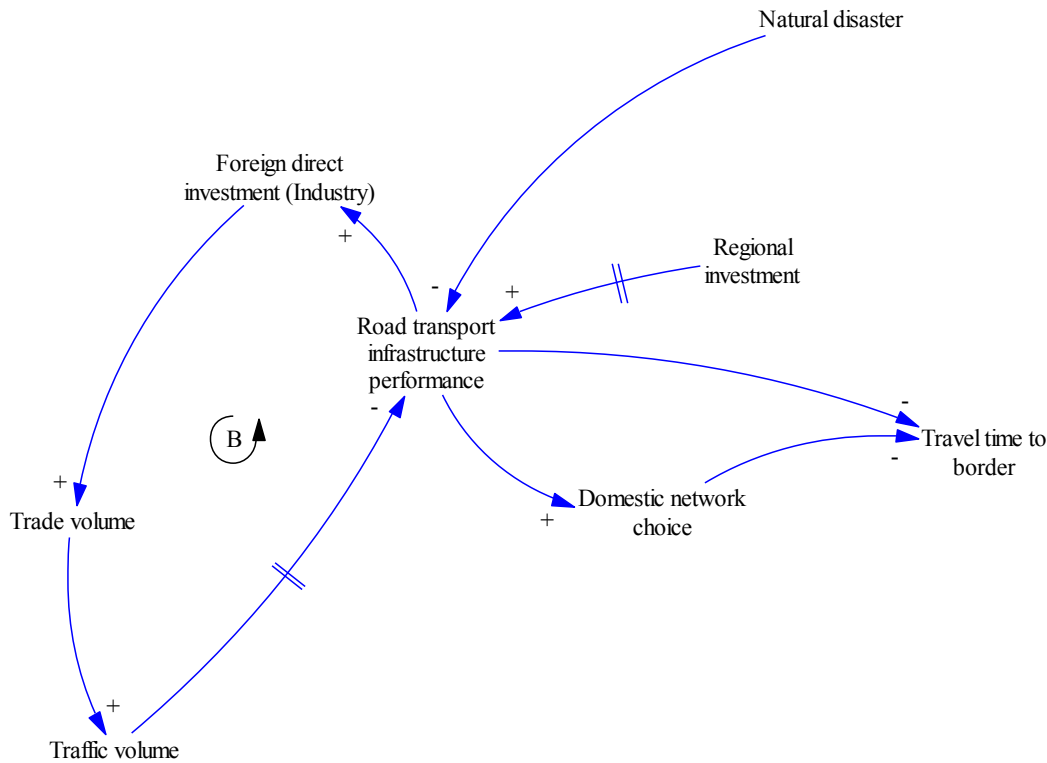 Natural disaster
Foreign direct
investment (Industry)
+
Regional
investment
-
+
Road transport
infrastructure
performance
-
-
B
Travel time to
border
-
+
Trade volume
Domestic network
choice
+
+
Traffic volume